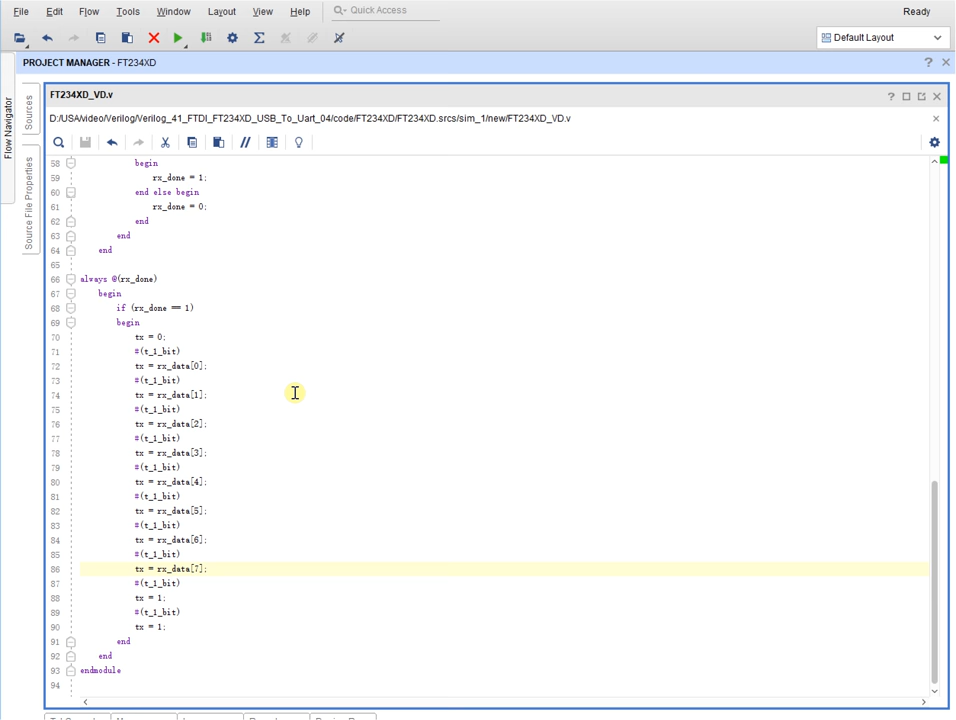 File Edit Flow Tools Window Layout View Help Quick Access Ready
Default Layout
PROJECT MANAGER - FT234XD
FT234XD_VD.v
D:/USA/video/Verilog/Verilog_41_FTDI_FT234XD_USB_To_Uart_04/code/FT234XD/FT234XD.srcs/sim_1/new/FT234XD_VD.v
Flow Navigator
Sources
Source File Properties
58 begin
59 rx_done = 1;
60 end else begin
61 rx_done = 0;
62 end
63 end
64 end
65
66 always @(rx_done)
67 begin
68 if (rx_done == 1)
69 begin
70 tx = 0;
71 #(t_1_bit)
72 tx = rx_data[0];
73 #(t_1_bit)
74 tx = rx_data[1];
75 #(t_1_bit)
76 tx = rx_data[2];
77 #(t_1_bit)
78 tx = rx_data[3];
79 #(t_1_bit)
80 tx = rx_data[4];
81 #(t_1_bit)
82 tx = rx_data[5];
83 #(t_1_bit)
84 tx = rx_data[6];
85 #(t_1_bit)
86 tx = rx_data[7];
87 #(t_1_bit)
88 tx = 1;
89 #(t_1_bit)
90 tx = 1;
91 end
92 end
93 endmodule
94